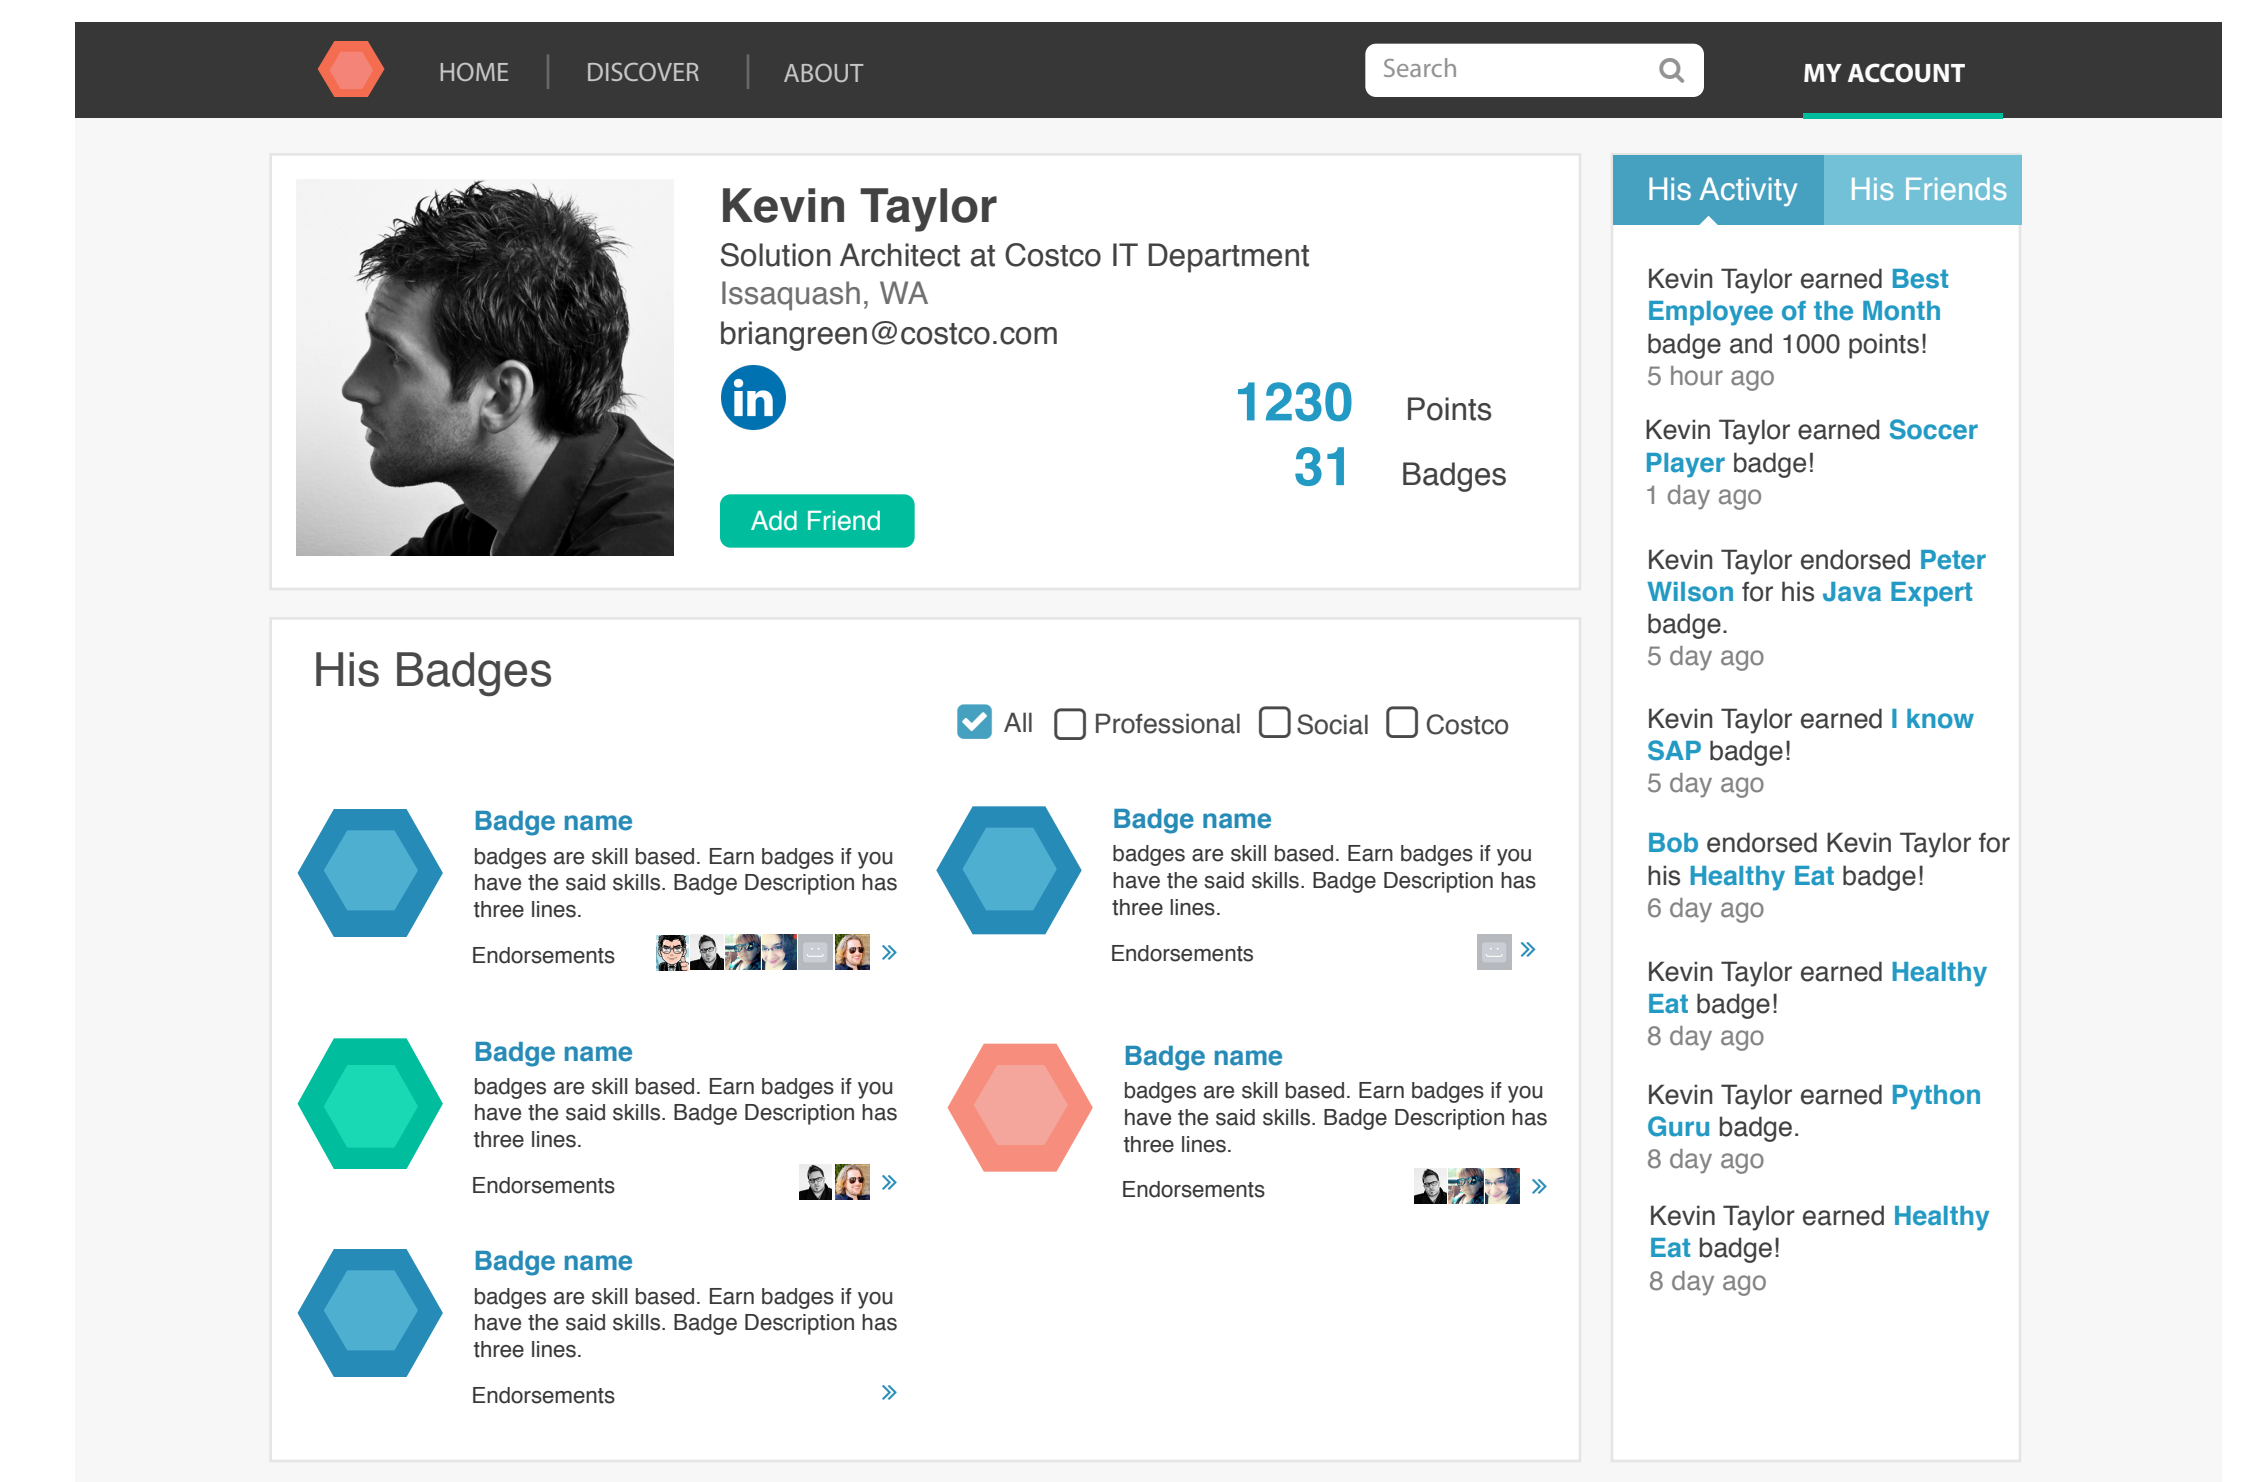 HOME
DISCOVER
ABOUT
Search
MY ACCOUNT
Kevin Taylor
Solution Architect at Costco IT Department
Issaquash, WA
briangreen@costco.com
in
1230 Points
31 Badges
Add Friend
His Badges
All
Professional
Social
Costco
Badge name
badges are skill based. Earn badges if you
have the said skills. Badge Description has
three lines.
Endorsements
Badge name
badges are skill based. Earn badges if you
have the said skills. Badge Description has
three lines.
Endorsements
Badge name
badges are skill based. Earn badges if you
have the said skills. Badge Description has
three lines.
Endorsements
Badge name
badges are skill based. Earn badges if you
have the said skills. Badge Description has
three lines.
Endorsements
Badge name
badges are skill based. Earn badges if you
have the said skills. Badge Description has
three lines.
Endorsements
His Activity
His Friends
Kevin Taylor earned Best
Employee of the Month
badge and 1000 points!
5 hour ago
Kevin Taylor earned Soccer
Player badge!
1 day ago
Kevin Taylor endorsed Peter
Wilson for his Java Expert
badge.
5 day ago
Kevin Taylor earned I know
SAP badge!
5 day ago
Bob endorsed Kevin Taylor for
his Healthy Eat badge!
6 day ago
Kevin Taylor earned Healthy
Eat badge!
8 day ago
Kevin Taylor earned Python
Guru badge.
8 day ago
Kevin Taylor earned Healthy
Eat badge!
8 day ago